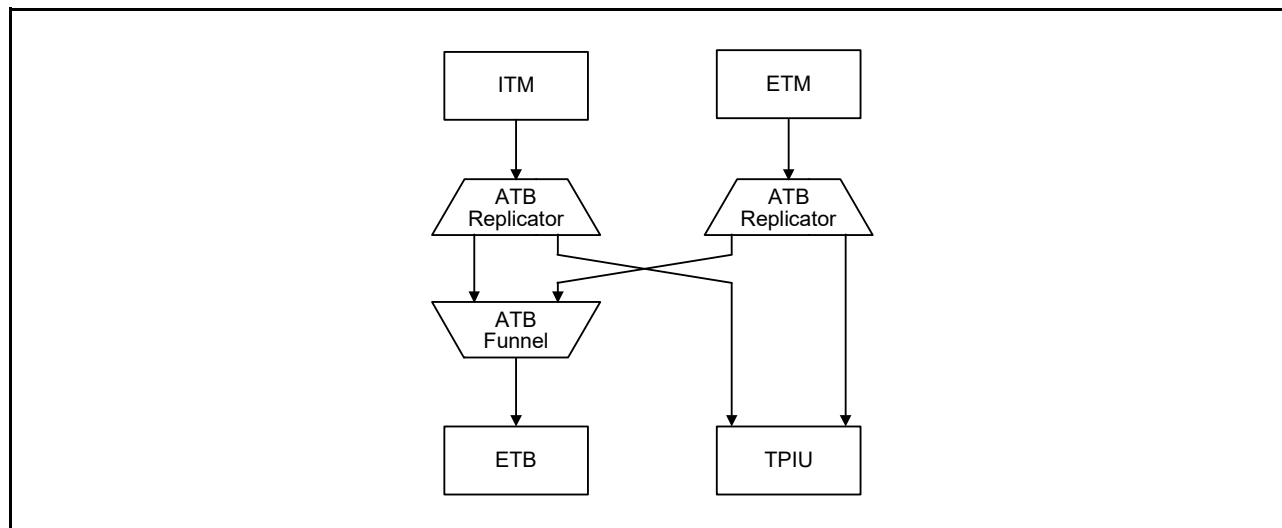 ITM
ETM
ATB
Replicator
ATB
Replicator
ATB
Funnel
ETB
TPIU